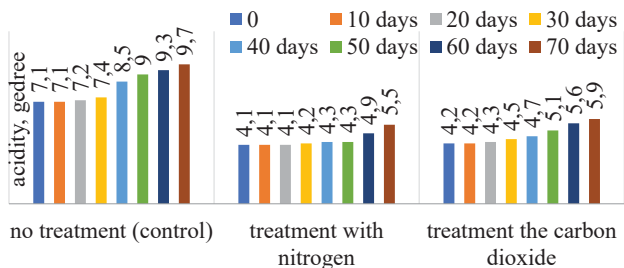 0 10 days 20 days 30 days
40 days 50 days 60 days 70 days
acidity, gedree
7,1 7,1 7,2 7,4 8,5 9 9,3 9,7
4,1 4,1 4,1 4,2 4,3 4,3 4,9 5,5
4,2 4,2 4,3 4,5 4,7 5,1 5,6 5,9
no treatment (control)
treatment with
nitrogen
treatment the carbon
dioxide